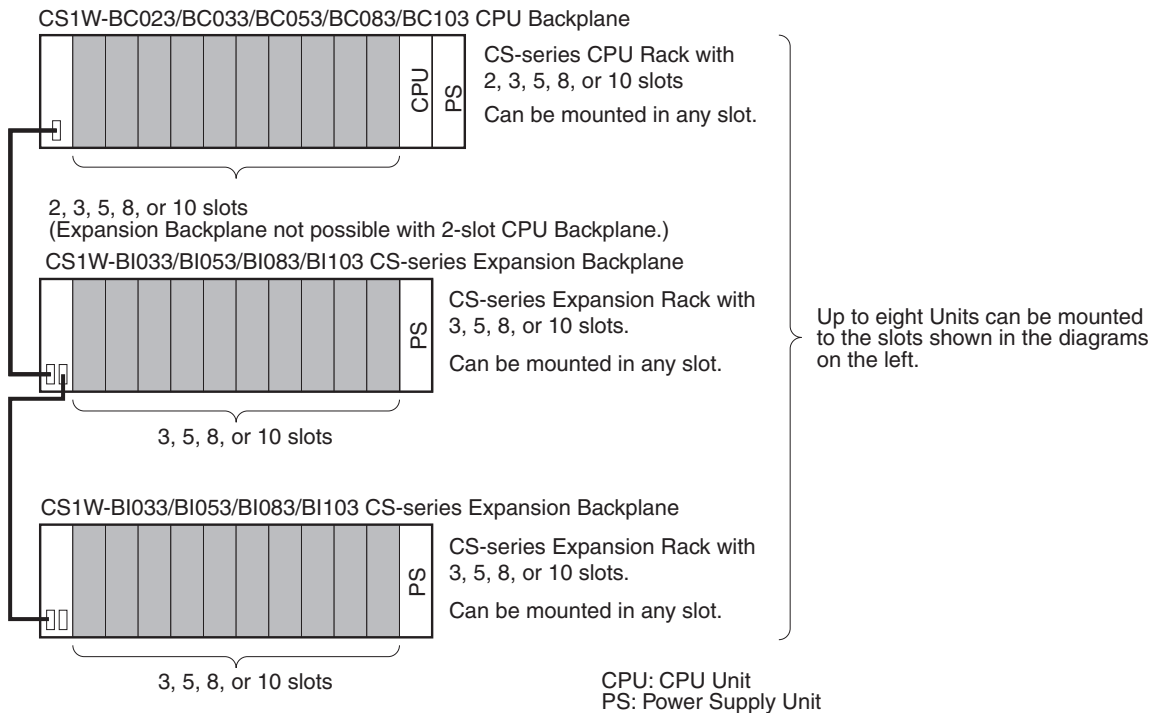 CS1W-BC023/BC033/BC053/BC083/BC103 CPU Backplane
CPU
PS
CS-series CPU Rack with
2, 3, 5, 8, or 10 slots
Can be mounted in any slot.
2, 3, 5, 8, or 10 slots
(Expansion Backplane not possible with 2-slot CPU Backplane.)
CS1W-BI033/BI053/BI083/BI103 CS-series Expansion Backplane
PS
CS-series Expansion Rack with
3, 5, 8, or 10 slots.
Can be mounted in any slot.
3, 5, 8, or 10 slots
Up to eight Units can be mounted
to the slots shown in the diagrams
on the left.
CS1W-BI033/BI053/BI083/BI103 CS-series Expansion Backplane
PS
CS-series Expansion Rack with
3, 5, 8, or 10 slots.
Can be mounted in any slot.
3, 5, 8, or 10 slots
CPU: CPU Unit
PS: Power Supply Unit